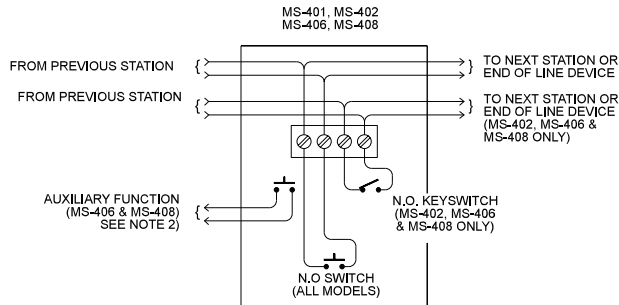 MS-401, MS-402
MS-406, MS-408
FROM PREVIOUS STATION
TO NEXT STATION OR
END OF LINE DEVICE
FROM PREVIOUS STATION
TO NEXT STATION OR
END OF LINE DEVICE
(MS-402, MS-406 &
MS-408 ONLY)
AUXILIARY FUNCTION
(MS-406 & MS-408)
SEE NOTE 2)
N.O. KEYSWITCH
(MS-402, MS-406
& MS-408 ONLY)
N.O SWITCH
(ALL MODELS)